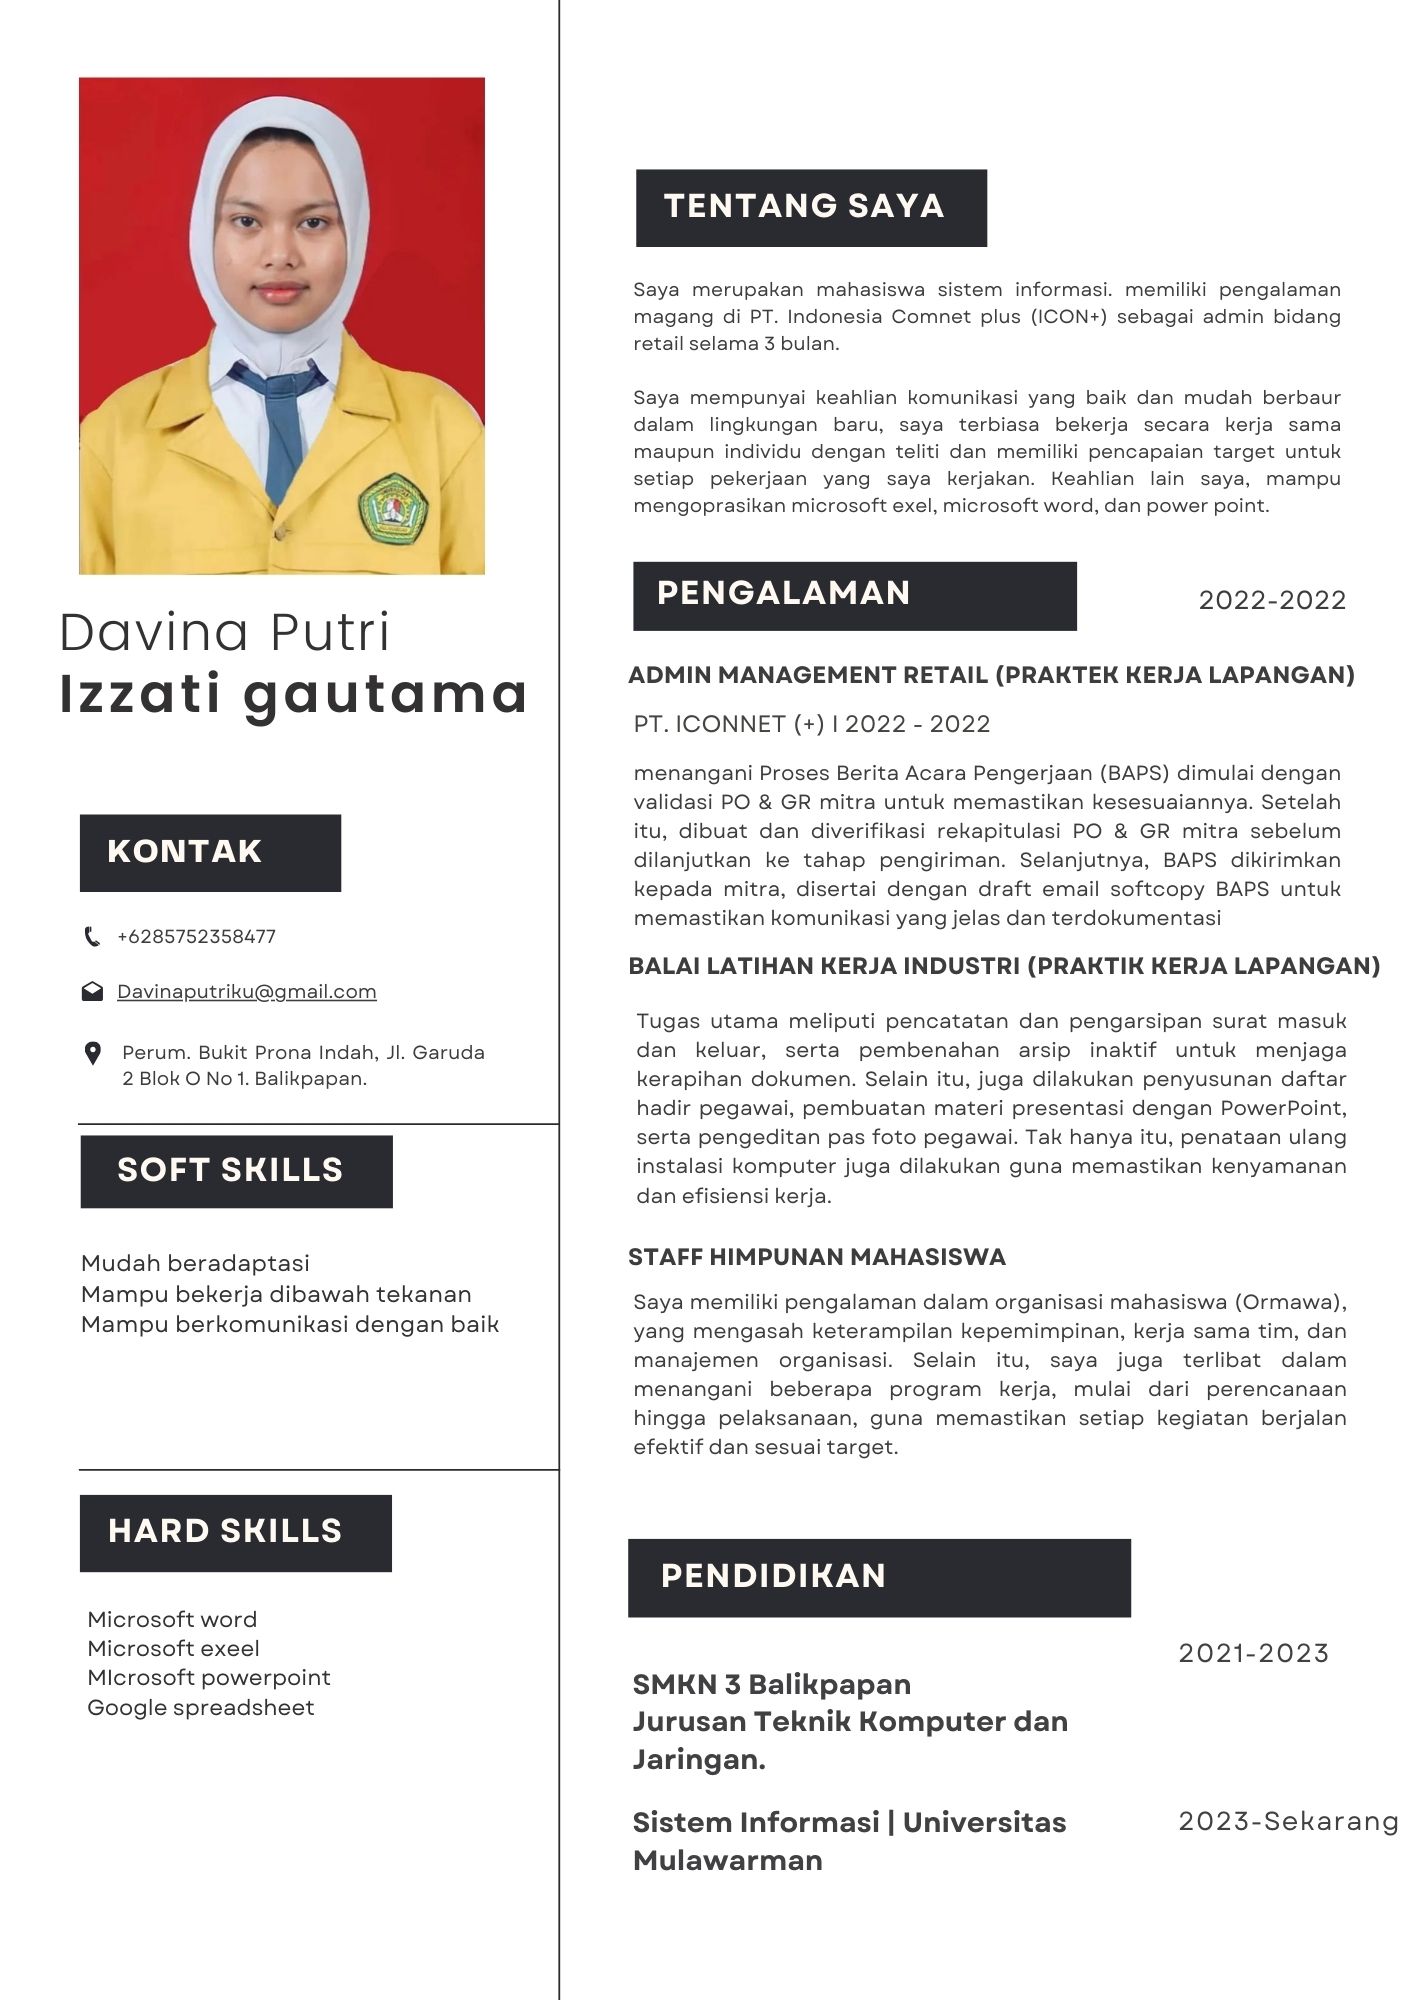 Davina Putri
Izzati gautama
KONTAK
+6285752358477
Davinaputriku@gmail.com
Perum. Bukit Prona Indah, Jl. Garuda
2 Blok O No 1. Balikpapan.
SOFT SKILLS
Mudah beradaptasi
Mampu bekerja dibawah tekanan
Mampu berkomunikasi dengan baik
HARD SKILLS
Microsoft word
Microsoft exeel
MIcrosoft powerpoint
Google spreadsheet
TENTANG SAYA
Saya merupakan mahasiswa sistem informasi. memiliki pengalaman
magang di PT. Indonesia Comnet plus (ICON+) sebagai admin bidang
retail selama 3 bulan.
Saya mempunyai keahlian komunikasi yang baik dan mudah berbaur
dalam lingkungan baru, saya terbiasa bekerja secara kerja sama
maupun individu dengan teliti dan memiliki pencapaian target untuk
setiap pekerjaan yang saya kerjakan. Keahlian lain saya, mampu
mengoprasikan microsoft exel, microsoft word, dan power point.
PENGALAMAN
2022-2022
ADMIN MANAGEMENT RETAIL (PRAKTEK KERJA LAPANGAN)
PT. ICONNET (+) I 2022 - 2022
menangani Proses Berita Acara Pengerjaan (BAPS) dimulai dengan
validasi PO & GR mitra untuk memastikan kesesuaiannya. Setelah
itu, dibuat dan diverifikasi rekapitulasi PO & GR mitra sebelum
dilanjutkan ke tahap pengiriman. Selanjutnya, BAPS dikirimkan
kepada mitra, disertai dengan draft email softcopy BAPS untuk
memastikan komunikasi yang jelas dan terdokumentasi
BALAI LATIHAN KERJA INDUSTRI (PRAKTIK KERJA LAPANGAN)
Tugas utama meliputi pencatatan dan pengarsipan surat masuk
dan keluar, serta pembenahan arsip inaktif untuk menjaga
kerapihan dokumen. Selain itu, juga dilakukan penyusunan daftar
hadir pegawai, pembuatan materi presentasi dengan PowerPoint,
serta pengeditan pas foto pegawai. Tak hanya itu, penataan ulang
instalasi komputer juga dilakukan guna memastikan kenyamanan
dan efisiensi kerja.
STAFF HIMPUNAN MAHASISWA
Saya memiliki pengalaman dalam organisasi mahasiswa (Ormawa),
yang mengasah keterampilan kepemimpinan, kerja sama tim, dan
manajemen organisasi. Selain itu, saya juga terlibat dalam
menangani beberapa program kerja, mulai dari perencanaan
hingga pelaksanaan, guna memastikan setiap kegiatan berjalan
efektif dan sesuai target.
PENDIDIKAN
2021-2023
SMKN 3 Balikpapan
Jurusan Teknik Komputer dan
Jaringan.
Sistem Informasi | Universitas
Mulawarman
2023-Sekarang